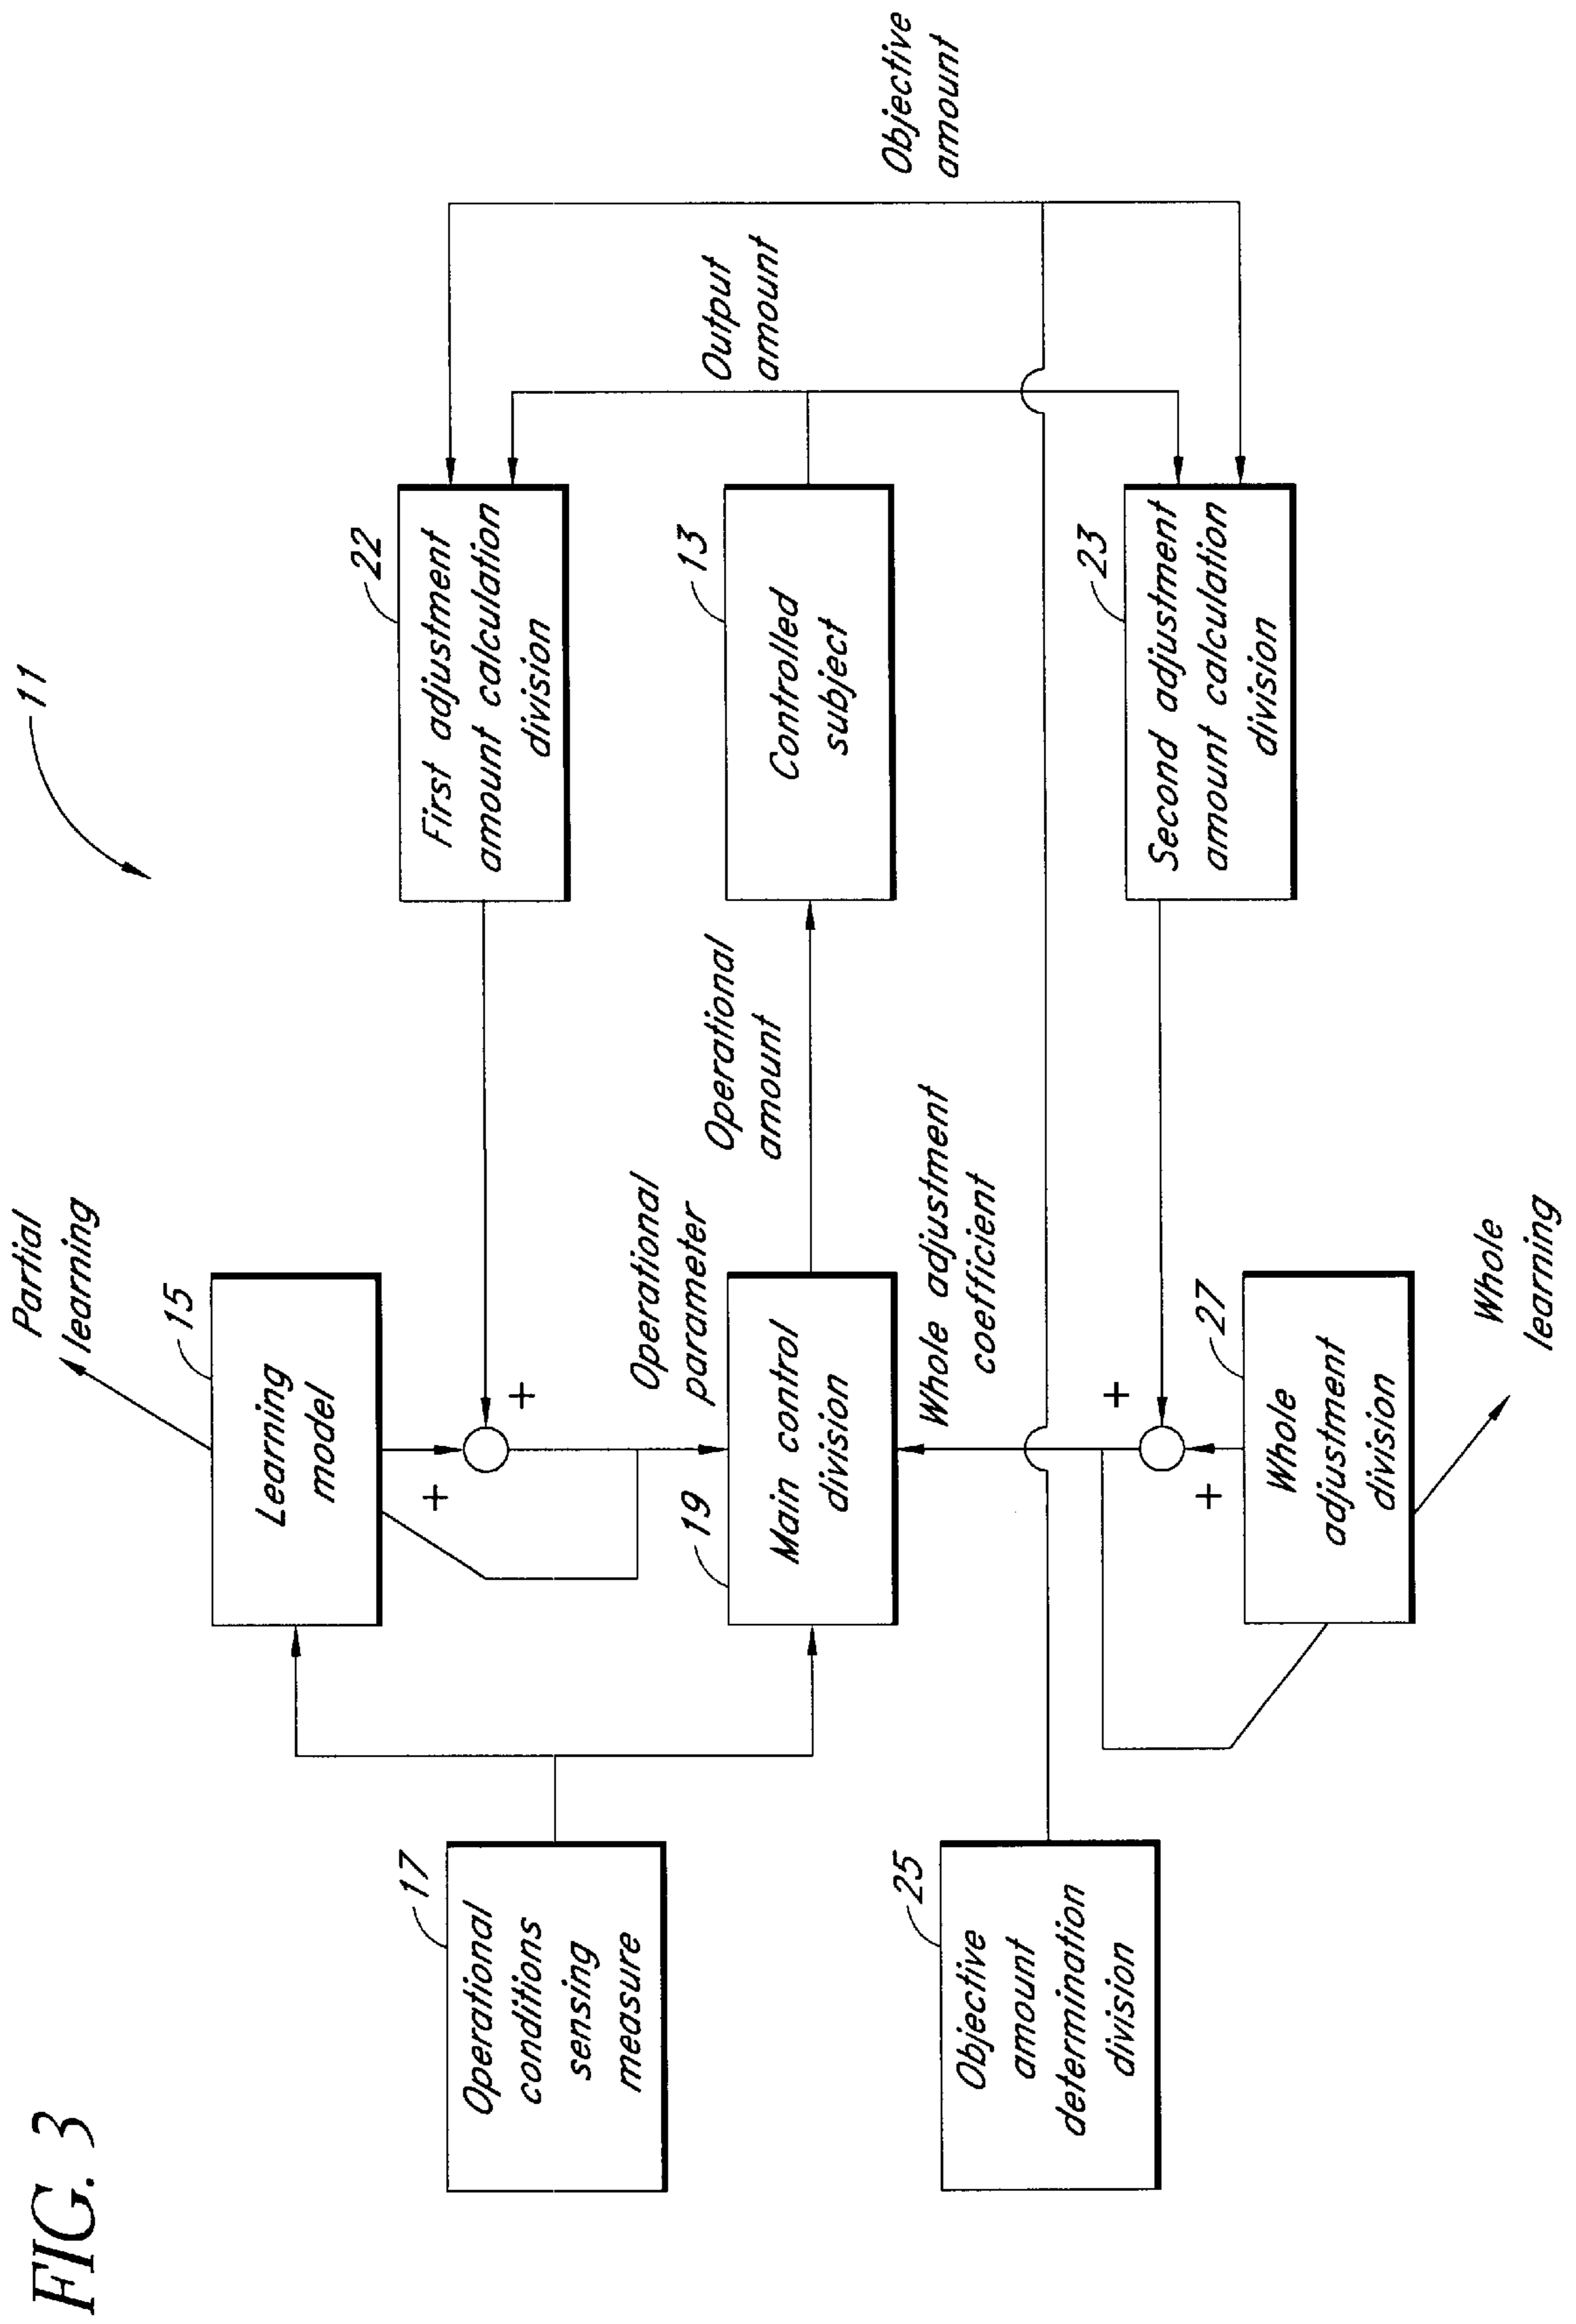 FIG. 3
11
Partial
learning
15
Learning
model
22
First adjustment
amount calculation
division
Objective
amount
Output
amount
17
Operational
conditions
sensing
measure
+
+
Operational
parameter
19
Main control
division
Operational
amount
13
Controlled
subject
Whole adjustment
coefficient
25
Objective
amount
determination
division
+
+
27
Whole
adjustment
division
Whole
learning
23
Second adjustment
amount calculation
division